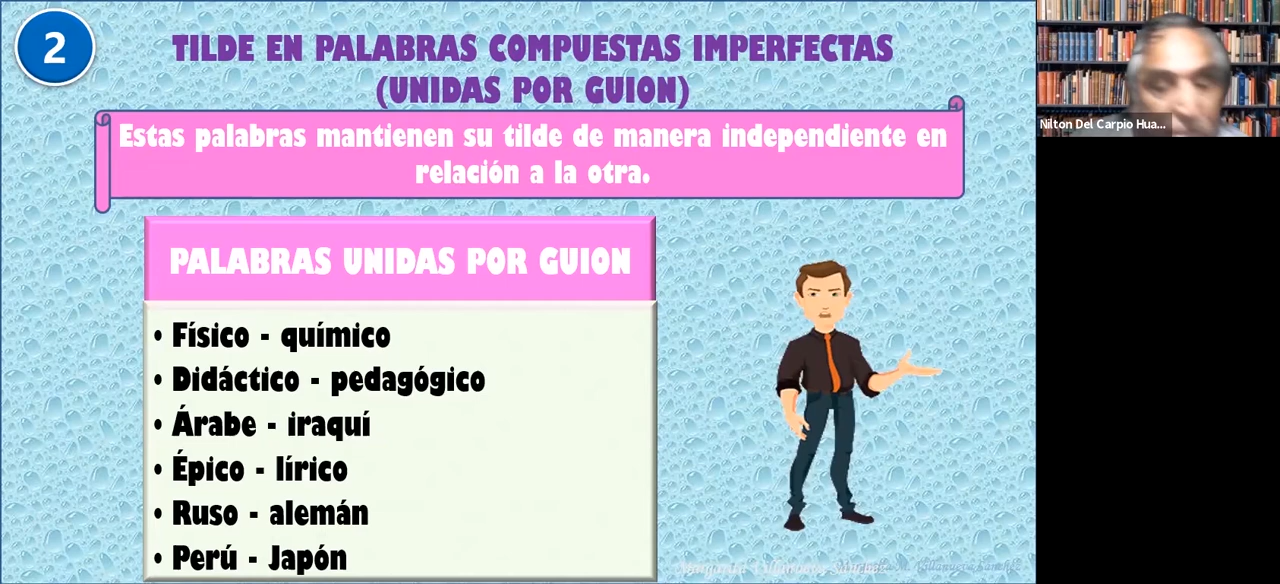 2
TILDE EN PALABRAS COMPUESTAS IMPERFECTAS
(UNIDAS POR GUION)
Estas palabras mantienen su tilde de manera independiente en
relación a la otra.
PALABRAS UNIDAS POR GUION
• Físico - químico
• Didáctico - pedagógico
• Árabe - iraquí
• Épico - lírico
• Ruso - alemán
• Perú - Japón
Nilton Del Carpio Hua...